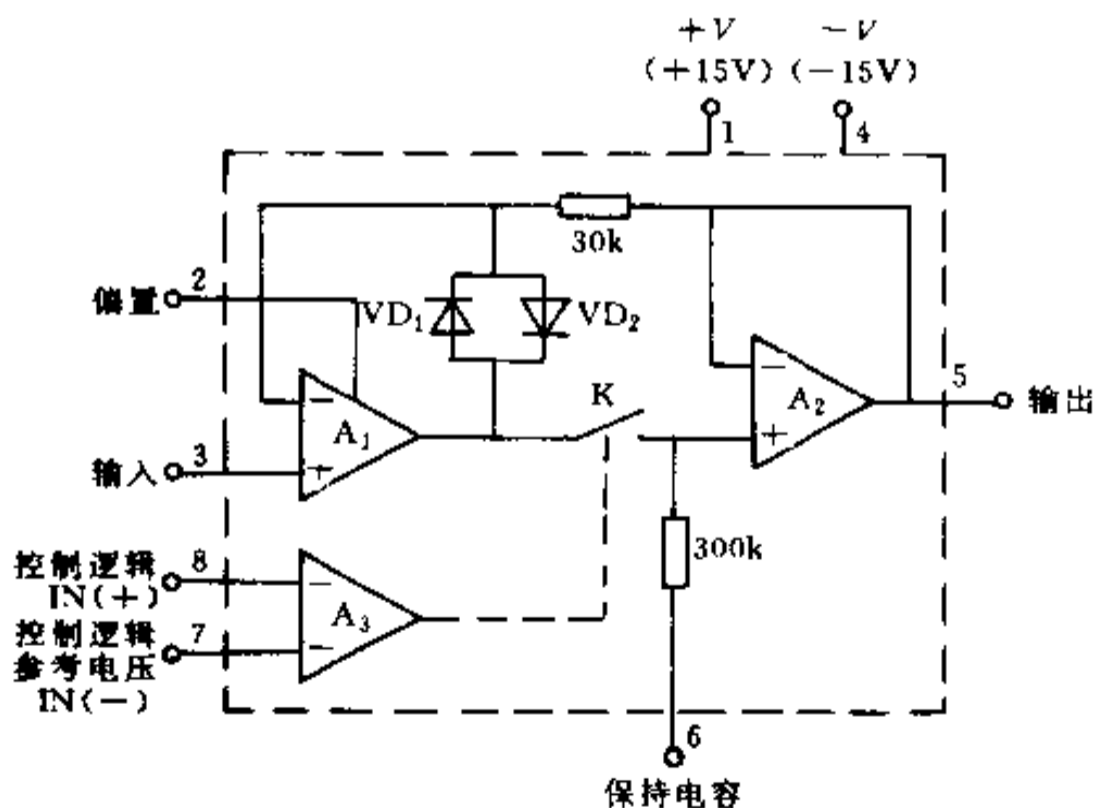 +V −V
(+15V) (−15V)
1 4
30k
偏置 2
VD₁ VD₂
−
A₁
+
输入 3
K
−
A₂
+
5 输出
控制逻辑 8
IN(+)
−
A₃
−
控制逻辑 7
参考电压
IN(−)
300k
6
保持电容